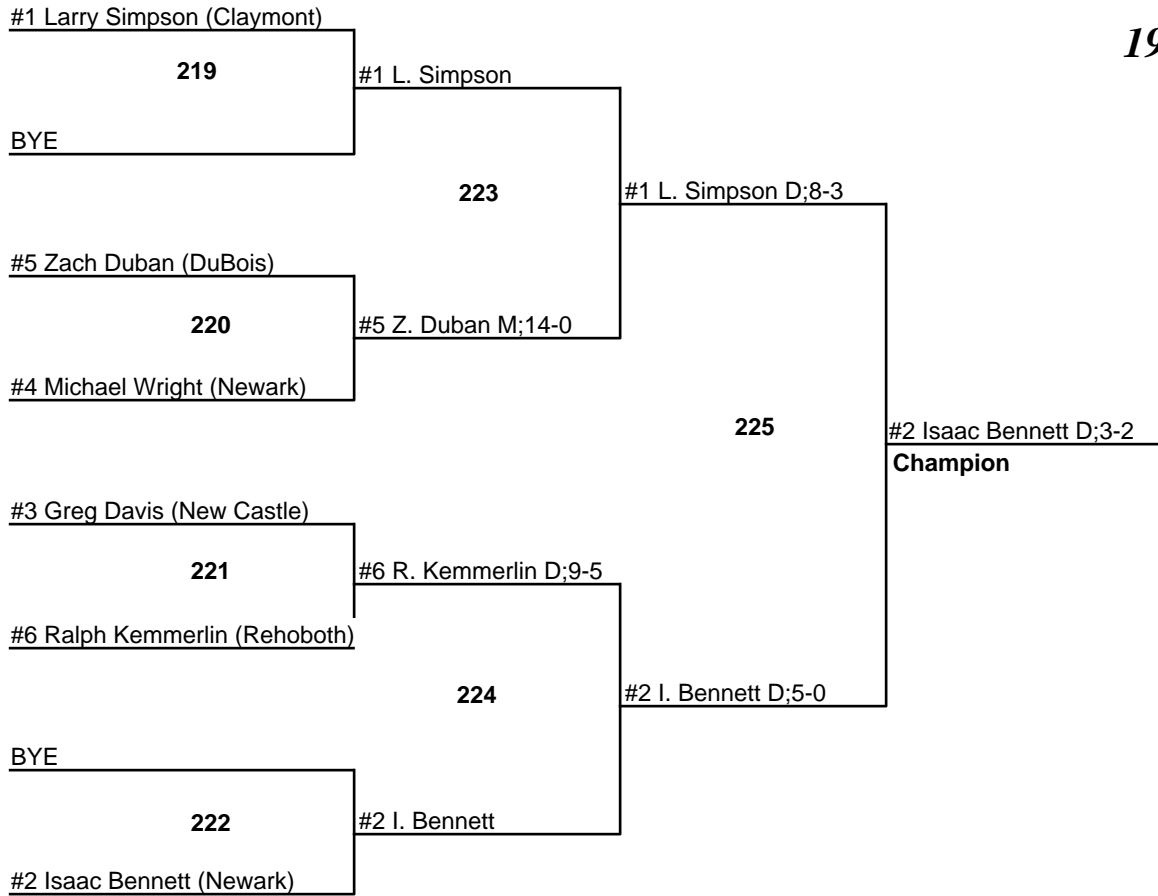 #1 Larry Simpson (Claymont)
19
219
#1 L. Simpson
BYE
223
#1 L. Simpson D;8-3
#5 Zach Duban (DuBois)
220
#5 Z. Duban M;14-0
#4 Michael Wright (Newark)
225
#2 Isaac Bennett D;3-2
Champion
#3 Greg Davis (New Castle)
221
#6 R. Kemmerlin D;9-5
#6 Ralph Kemmerlin (Rehoboth)
224
#2 I. Bennett D;5-0
BYE
222
#2 I. Bennett
#2 Isaac Bennett (Newark)